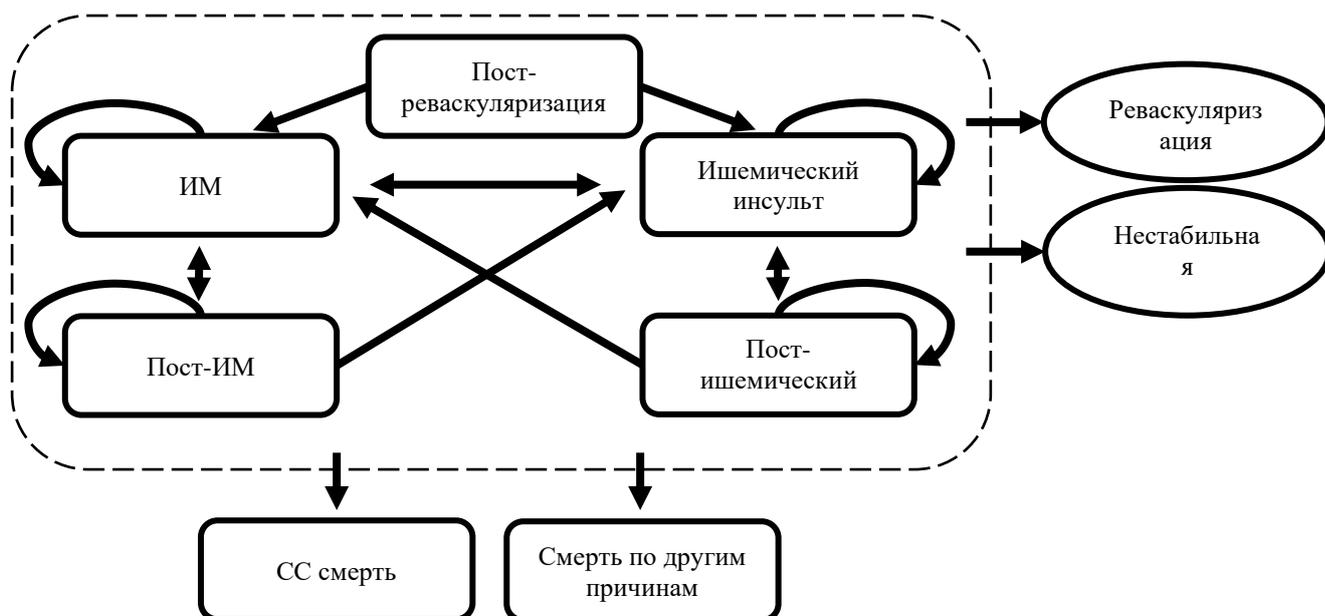 Пост-
реваскуляризация
Реваскуляриз
ация
ИМ
Ишемический
инсульт
Нестабильна
я
Пост-ИМ
Пост-
ишемический
СС смерть
Смерть по другим
причинам